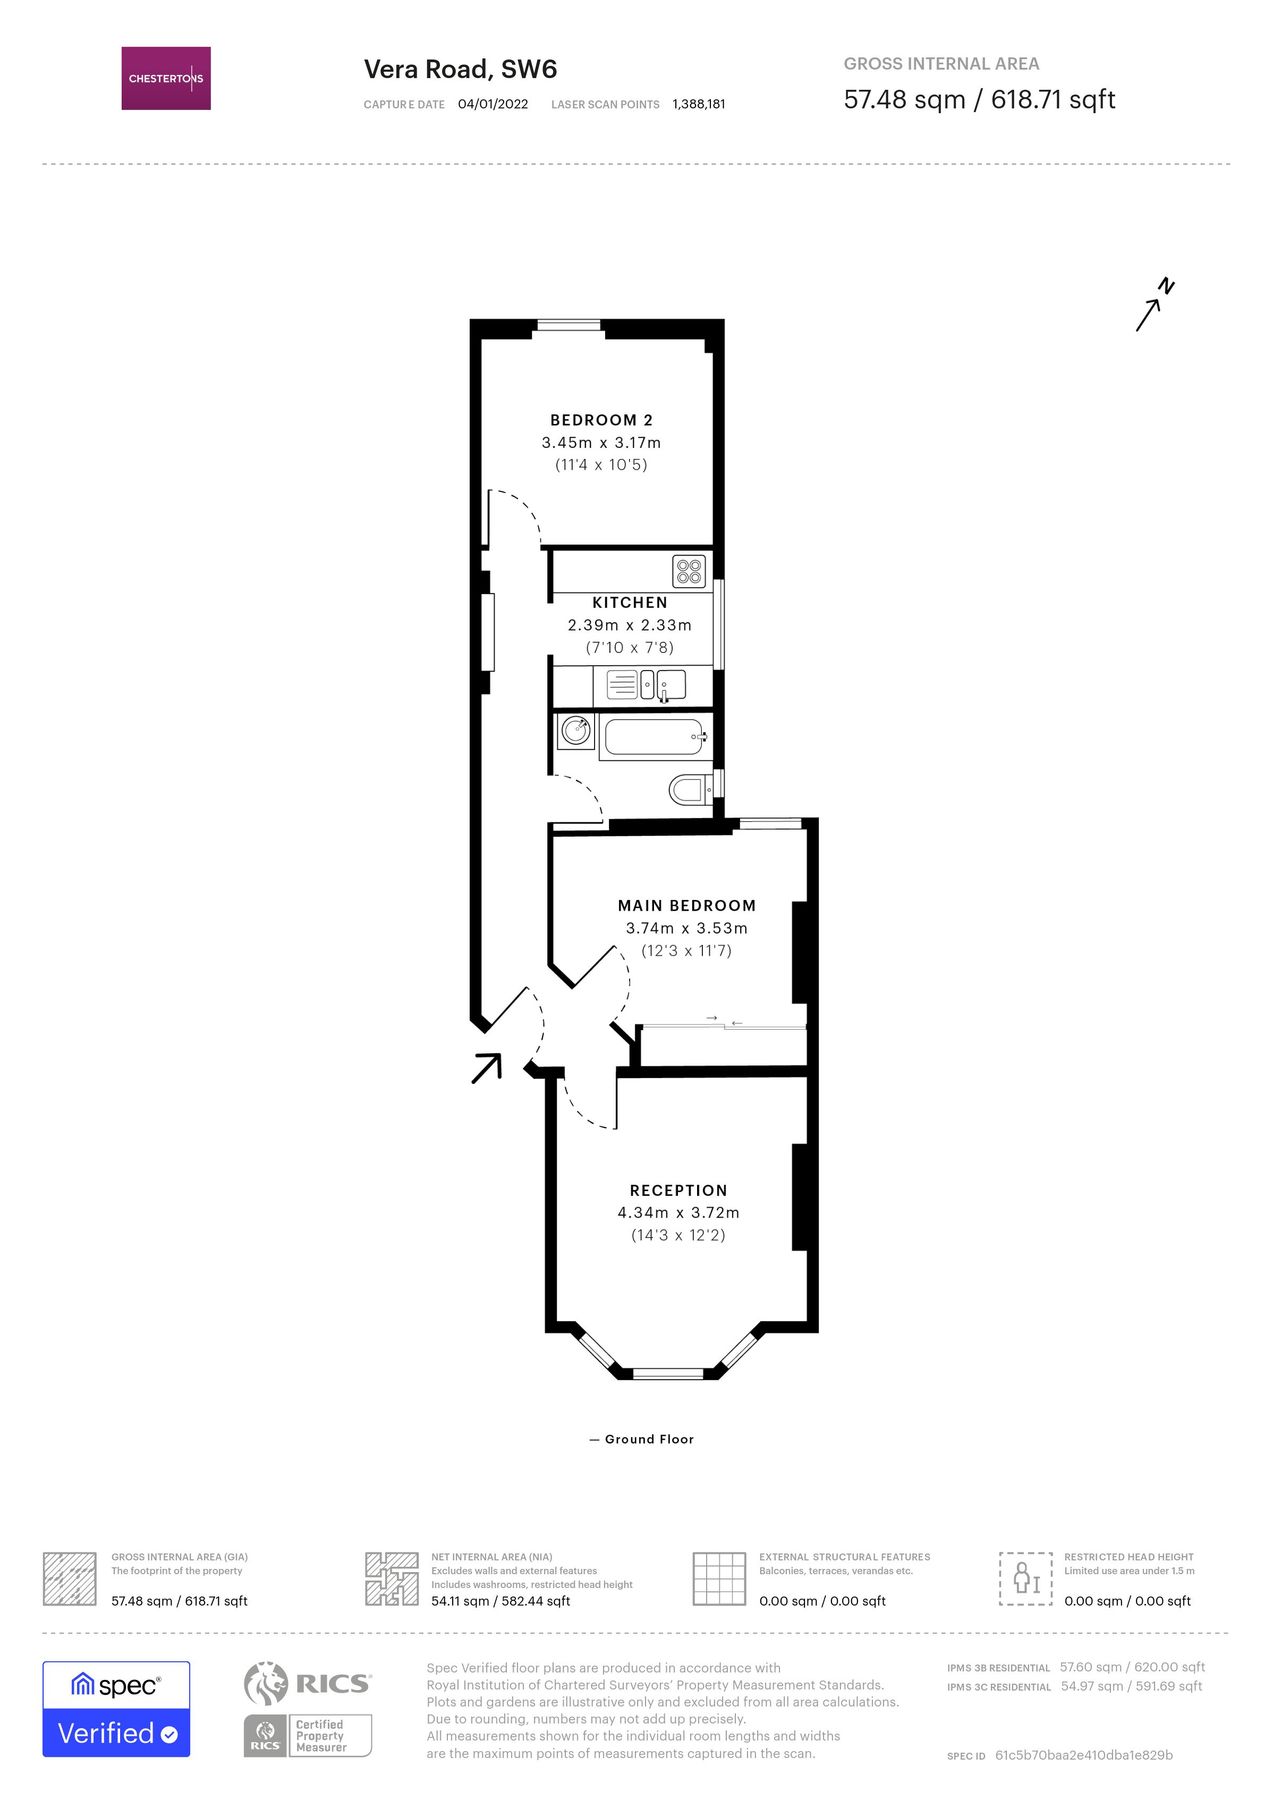 CHESTERTONS
Vera Road, SW6
CAPTURE DATE 04/01/2022 LASER SCAN POINTS 1,388,181
GROSS INTERNAL AREA
57.48 sqm / 618.71 sqft
N
BEDROOM 2
3.45m x 3.17m
(11'4 x 10'5)
KITCHEN
2.39m x 2.33m
(7'10 x 7'8)
MAIN BEDROOM
3.74m x 3.53m
(12'3 x 11'7)
RECEPTION
4.34m x 3.72m
(14'3 x 12'2)
— Ground Floor
GROSS INTERNAL AREA (GIA)
The footprint of the property
57.48 sqm / 618.71 sqft
NET INTERNAL AREA (NIA)
Excludes walls and external features
Includes washrooms, restricted head height
54.11 sqm / 582.44 sqft
EXTERNAL STRUCTURAL FEATURES
Balconies, terraces, verandas etc.
0.00 sqm / 0.00 sqft
RESTRICTED HEAD HEIGHT
Limited use area under 1.5 m
0.00 sqm / 0.00 sqft
spec®
Verified
RICS
RICS
Certified
Property
Measurer
Spec Verified floor plans are produced in accordance with
Royal Institution of Chartered Surveyors' Property Measurement Standards.
Plots and gardens are illustrative only and excluded from all area calculations.
Due to rounding, numbers may not add up precisely.
All measurements shown for the individual room lengths and widths
are the maximum points of measurements captured in the scan.
IPMS 3B RESIDENTIAL 57.60 sqm / 620.00 sqft
IPMS 3C RESIDENTIAL 54.97 sqm / 591.69 sqft
SPEC ID 61c5b70baa2e410dba1e829b